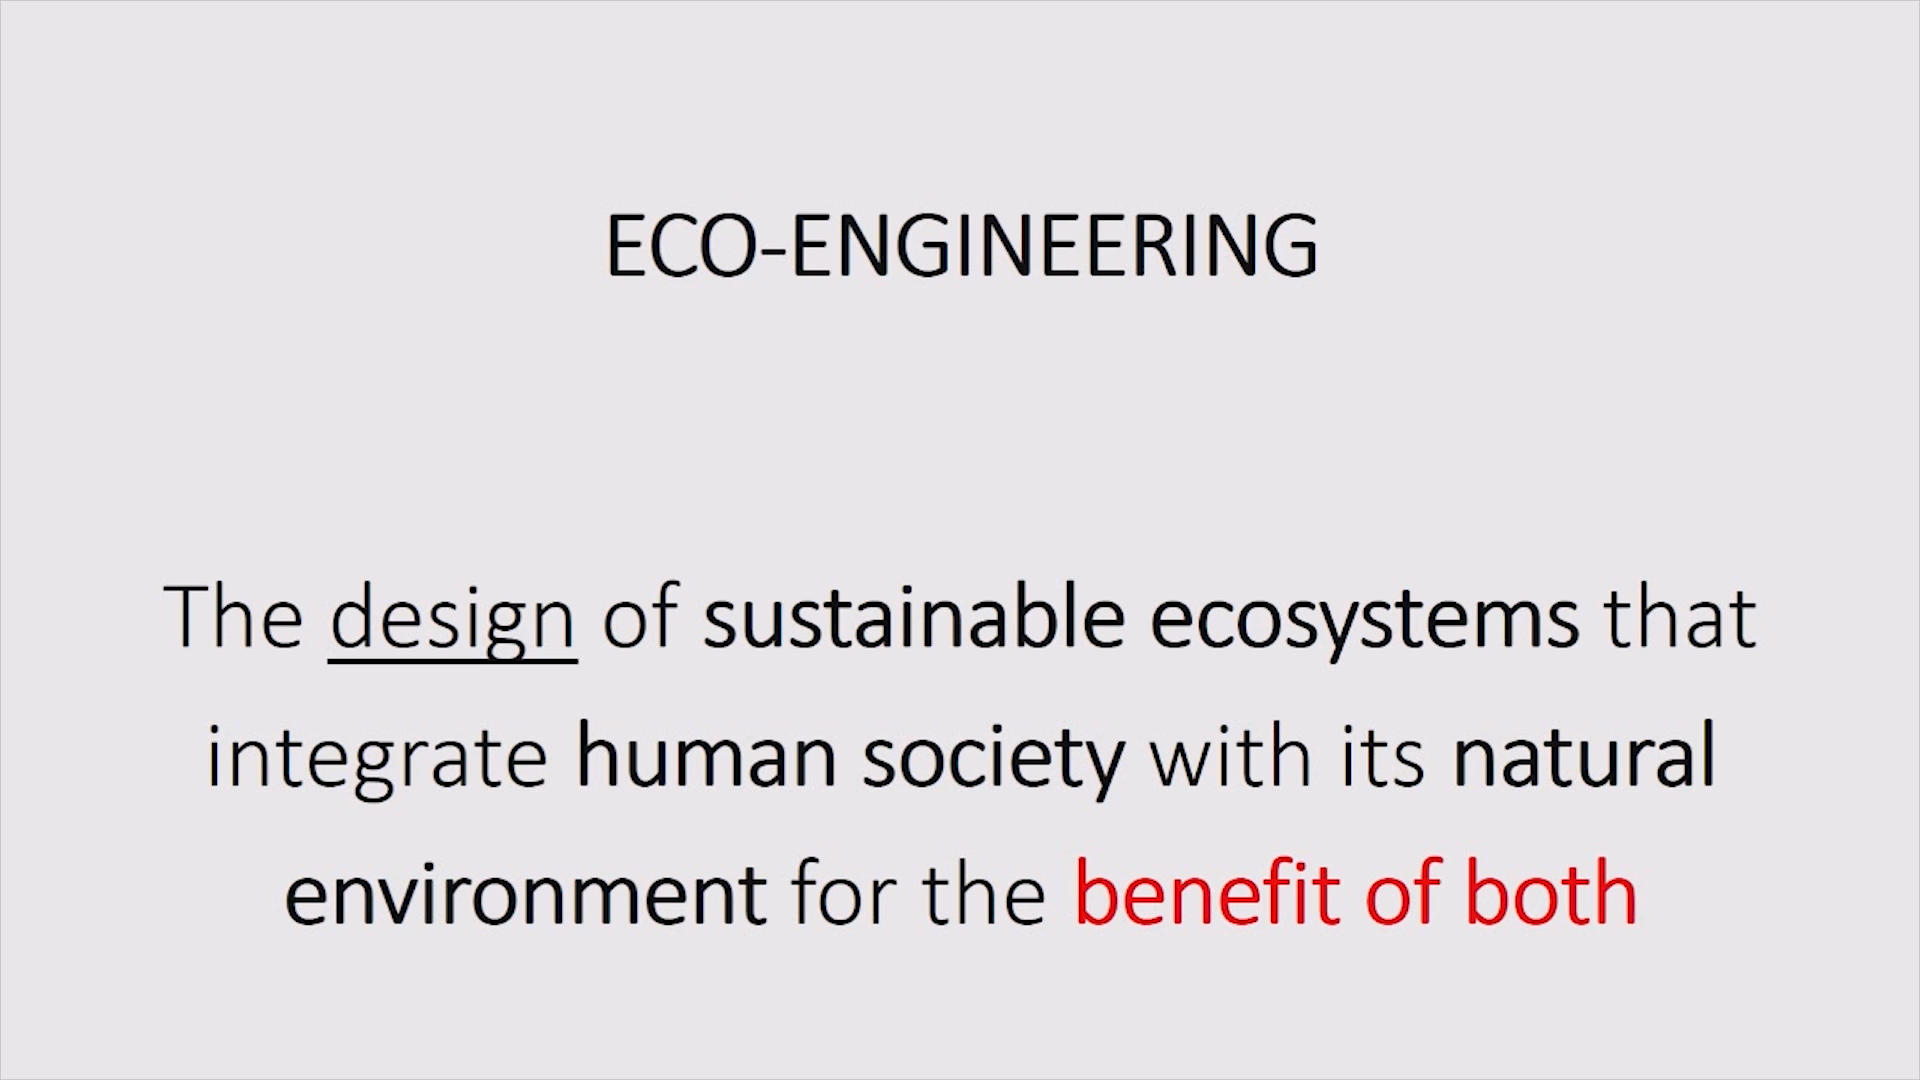 ECO-ENGINEERING
The design of sustainable ecosystems that
integrate human society with its natural
environment for the benefit of both